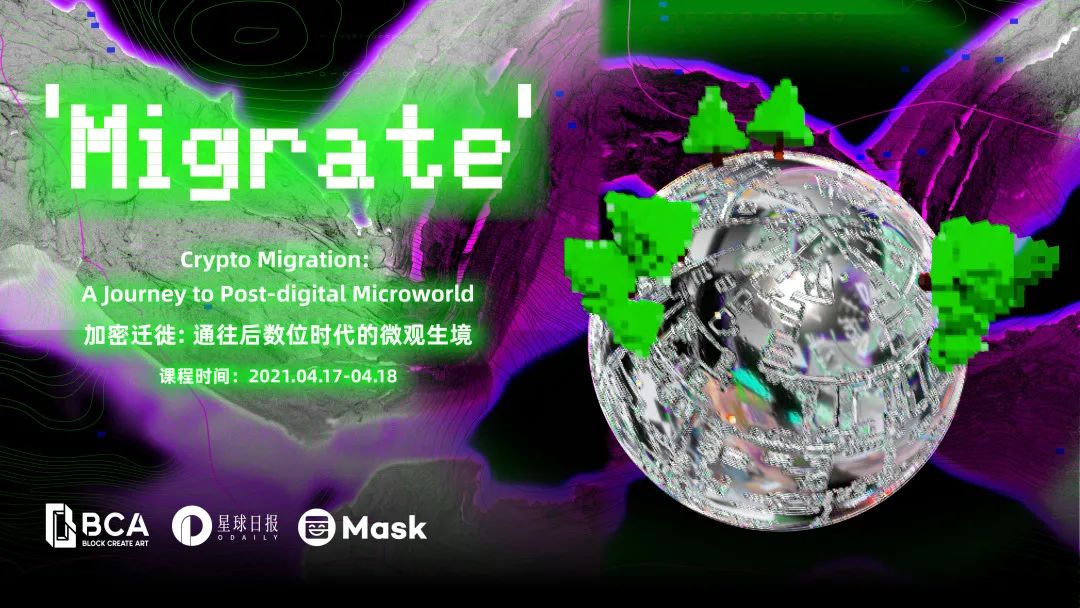 'Migrate'
Crypto Migration:
A Journey to Post-digital Microworld
加密迁徙: 通往后数位时代的微观生境
课程时间: 2021.04.17-04.18
BCA
BLOCK CREATE ART
星球日报
ODAILY
Mask